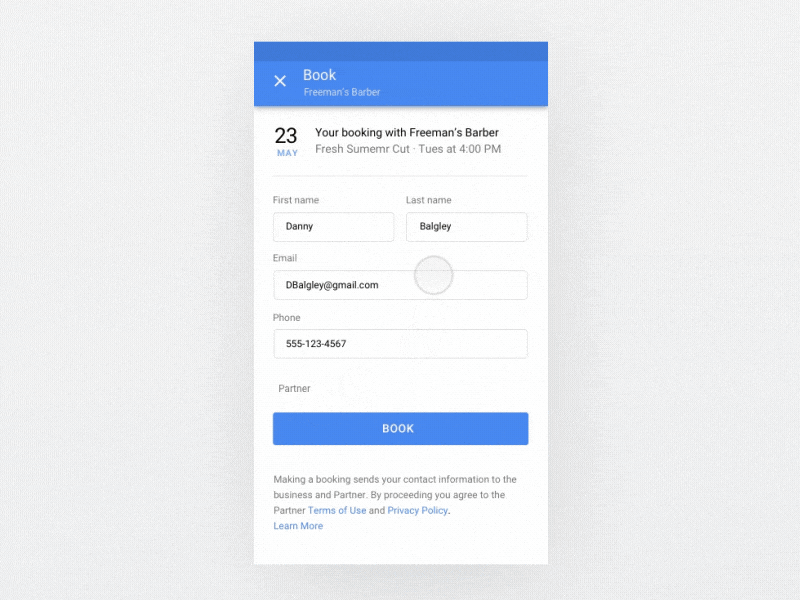 Book
Freeman's Barber
23
MAY
Your booking with Freeman's Barber
Fresh Sumemr Cut · Tues at 4:00 PM
First name
Last name
Danny
Balgley
Email
DBalgley@gmail.com
Phone
555-123-4567
Partner
BOOK
Making a booking sends your contact information to the
business and Partner. By proceeding you agree to the
Partner Terms of Use and Privacy Policy.
Learn More